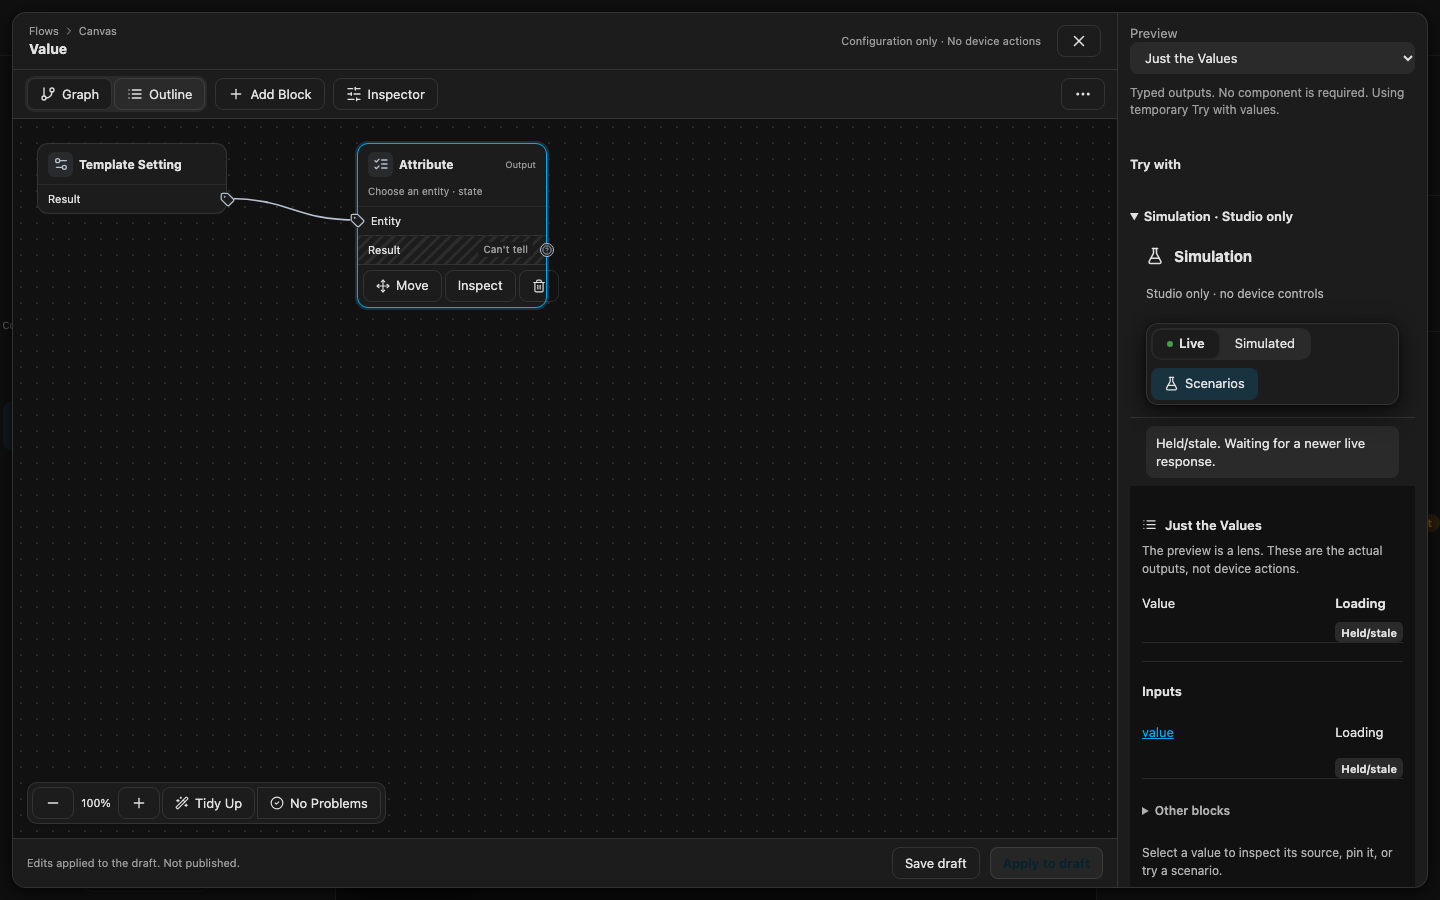 Flows > Canvas
Value
Configuration only · No device actions
Graph
Outline
Add Block
Inspector
Template Setting
Result
Attribute
Output
Choose an entity · state
Entity
Result
Can't tell
Move
Inspect
100%
Tidy Up
No Problems
Edits applied to the draft. Not published.
Save draft
Apply to draft
Preview
Just the Values
Typed outputs. No component is required. Using
temporary Try with values.
Try with
Simulation · Studio only
Simulation
Studio only · no device controls
Live
Simulated
Scenarios
Held/stale. Waiting for a newer live
response.
Just the Values
The preview is a lens. These are the actual
outputs, not device actions.
Value
Loading
Held/stale
Inputs
value
Loading
Held/stale
Other blocks
Select a value to inspect its source, pin it, or
try a scenario.